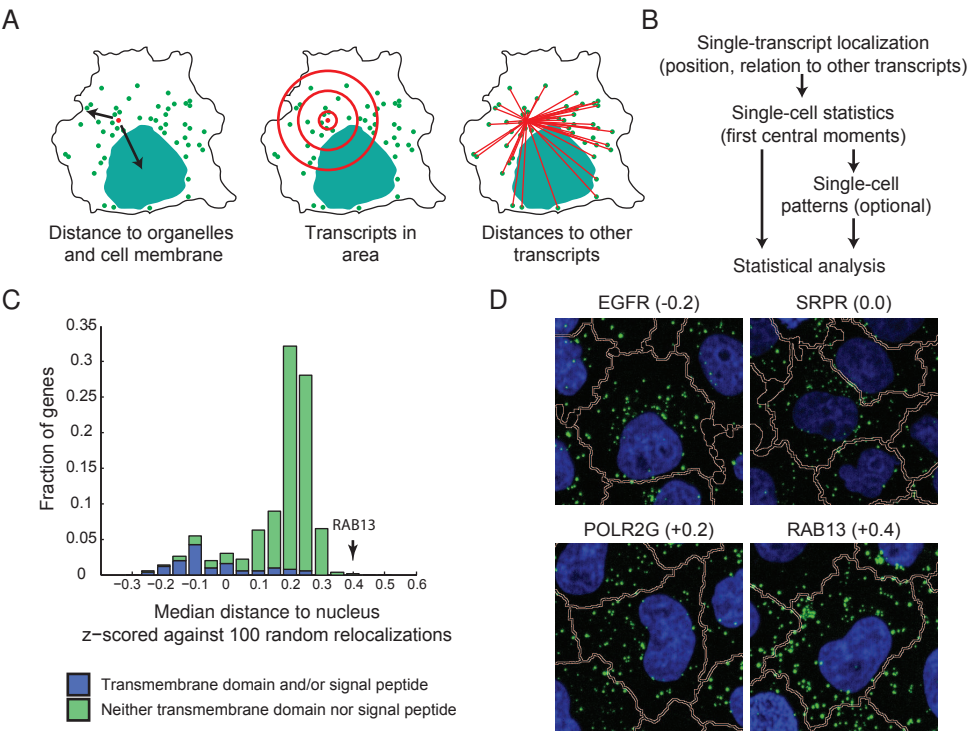 A
Distance to organelles
and cell membrane
Transcripts in
area
Distances to other
transcripts
B
Single-transcript localization
(position, relation to other transcripts)
Single-cell statistics
(first central moments)
Single-cell
patterns (optional)
Statistical analysis
C
Fraction of genes
0.35
0.3
0.25
0.2
0.15
0.1
0.05
0
RAB13
−0.3 −0.2 −0.1 0 0.1 0.2 0.3 0.4 0.5 0.6
Median distance to nucleus
z−scored against 100 random relocalizations
Transmembrane domain and/or signal peptide
Neither transmembrane domain nor signal peptide
D
EGFR (-0.2)
SRPR (0.0)
POLR2G (+0.2)
RAB13 (+0.4)